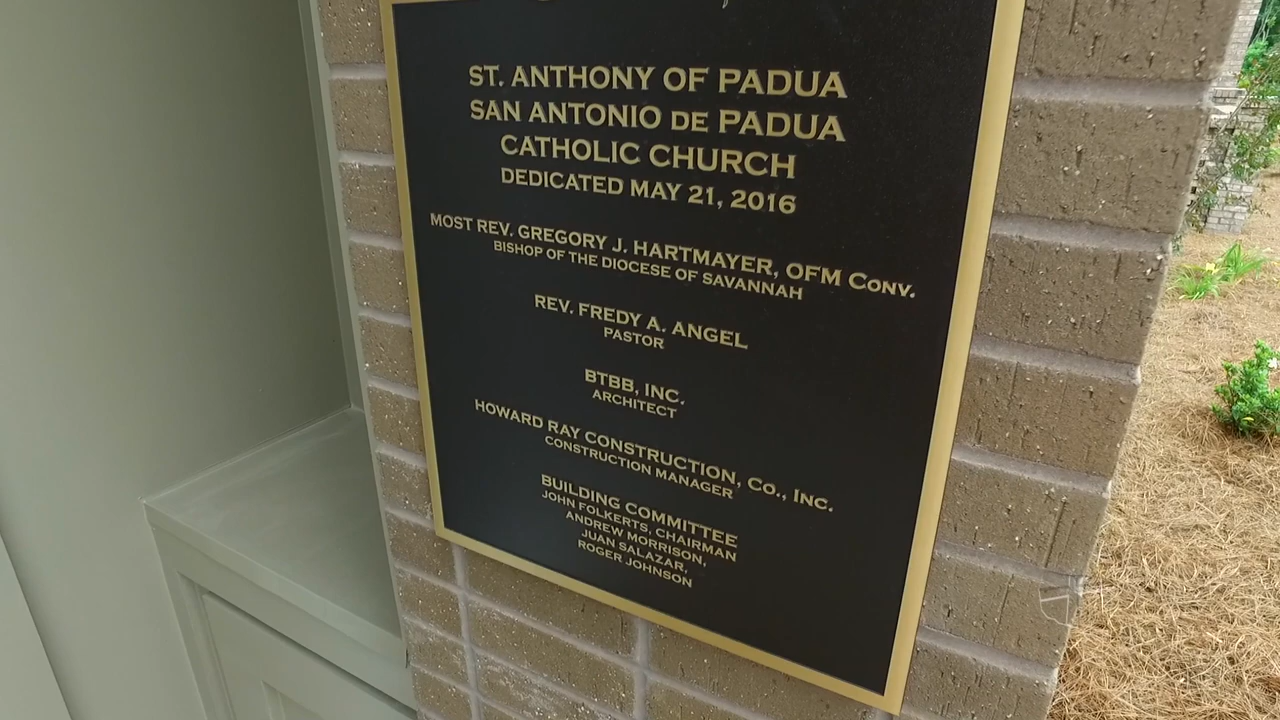 ST. ANTHONY OF PADUA
SAN ANTONIO DE PADUA
CATHOLIC CHURCH
DEDICATED MAY 21, 2016
MOST REV. GREGORY J. HARTMAYER, OFM CONV.
BISHOP OF THE DIOCESE OF SAVANNAH
REV. FREDY A. ANGEL
PASTOR
BTBB, INC.
ARCHITECT
HOWARD RAY CONSTRUCTION, CO., INC.
CONSTRUCTION MANAGER
BUILDING COMMITTEE
JOHN FOLKERTS, CHAIRMAN
ANDREW MORRISON,
JUAN SALAZAR,
ROGER JOHNSON